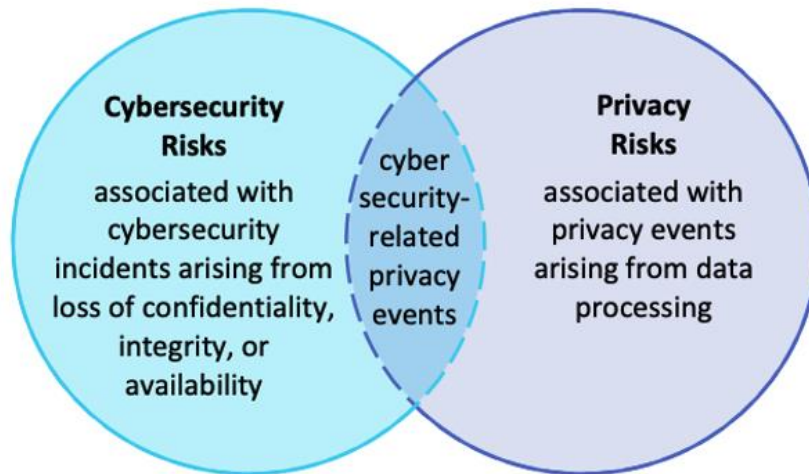 Cybersecurity
Risks
associated with
cybersecurity
incidents arising from
loss of confidentiality,
integrity, or
availability
cyber
security-
related
privacy
events
Privacy
Risks
associated with
privacy events
arising from data
processing